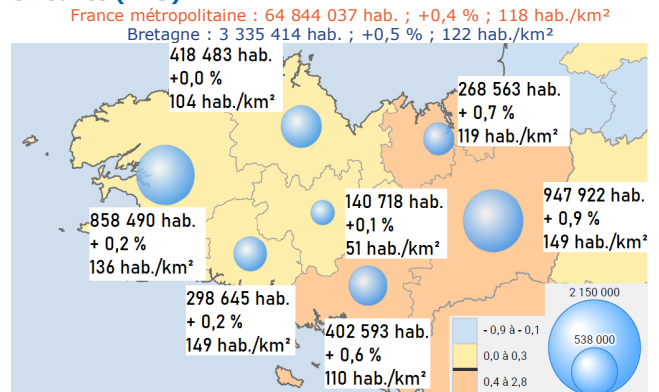 France métropolitaine : 64 844 037 hab. ; +0,4 % ; 118 hab./km²
Bretagne : 3 335 414 hab. ; +0,5 % ; 122 hab./km²
418 483 hab.
+0,0 %
104 hab./km²
268 563 hab.
+ 0,7 %
119 hab./km²
858 490 hab.
+ 0,2 %
136 hab./km²
140 718 hab.
+0,1 %
51 hab./km²
947 922 hab.
+ 0,9 %
149 hab./km²
298 645 hab.
+ 0,2 %
149 hab./km²
402 593 hab.
+ 0,6 %
110 hab./km²
- 0,9 à - 0,1
0,0 à 0,3
0,4 à 2,8
2 150 000
538 000